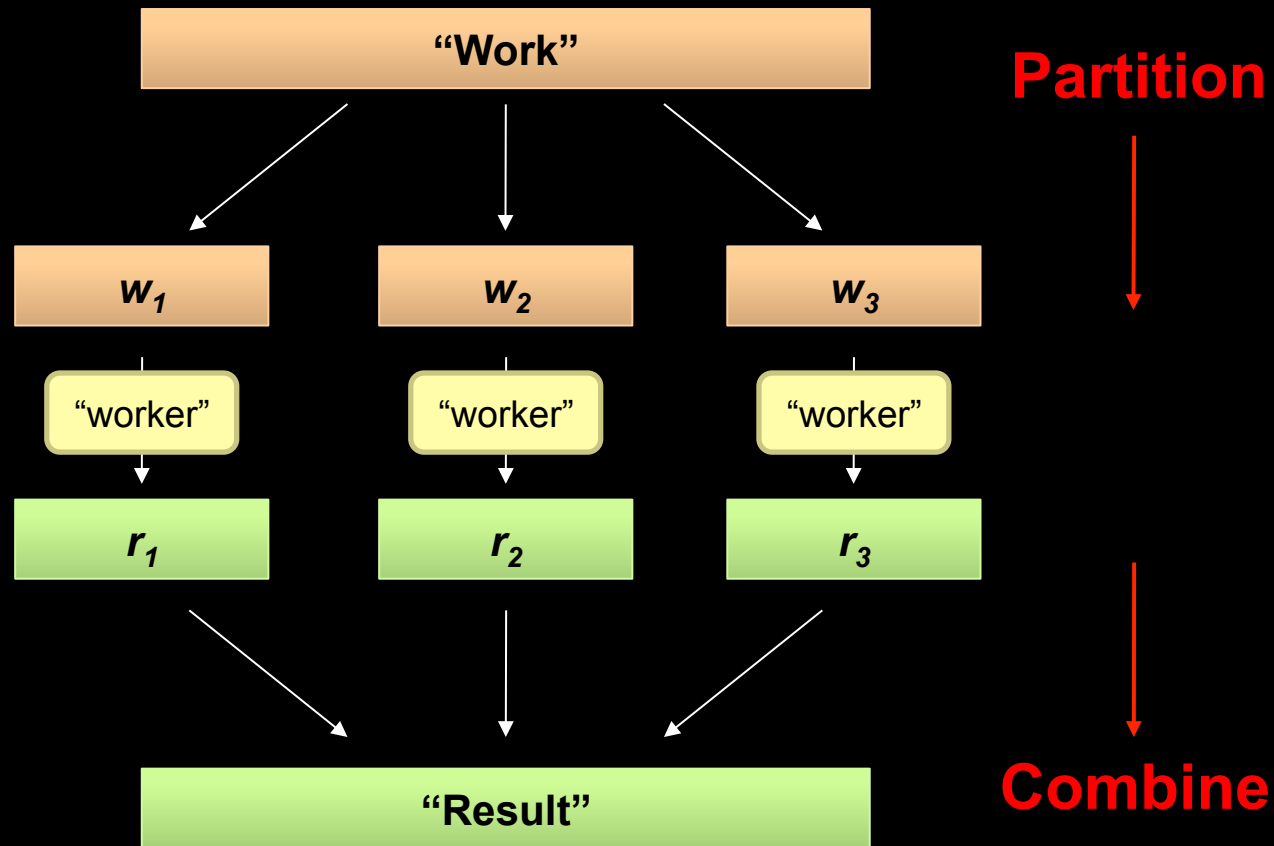 “Work”
Partition
w₁
w₂
w₃
“worker”
“worker”
“worker”
r₁
r₂
r₃
“Result”
Combine